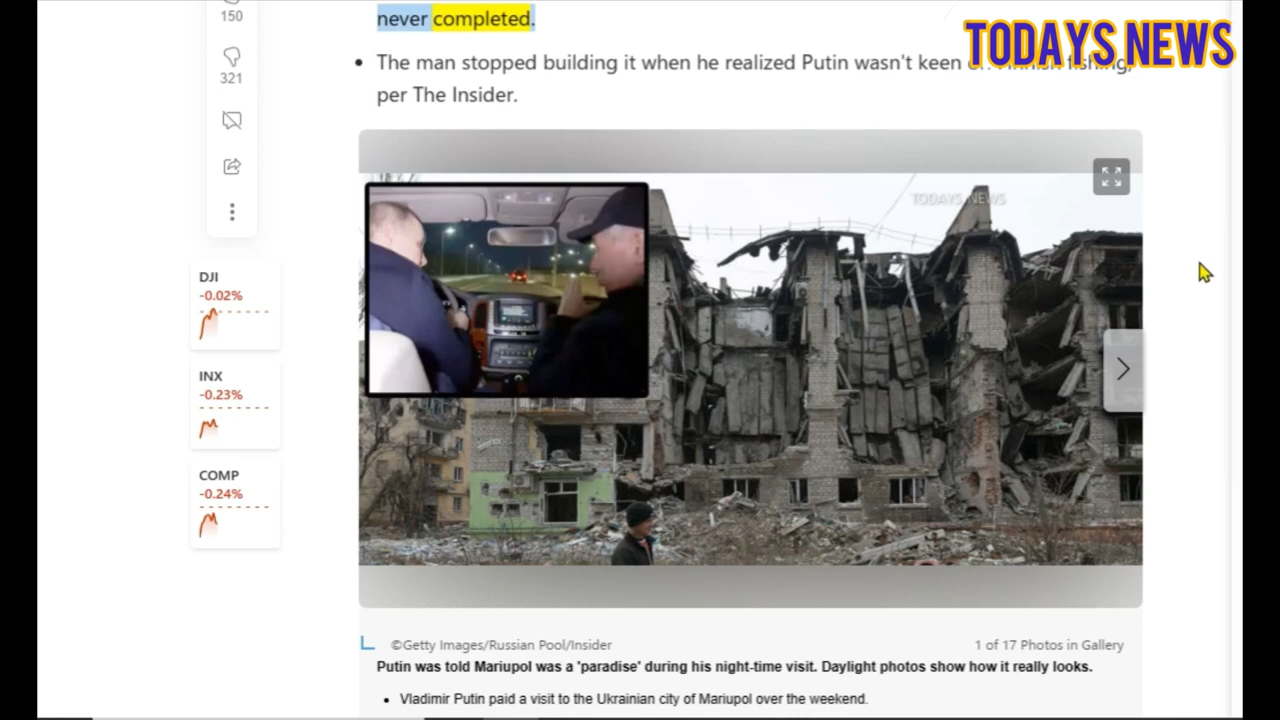 150
321
never completed.
TODAYS NEWS
The man stopped building it when he realized Putin wasn't keen fishing,
per The Insider.
TODAYS NEWS
DJI
-0.02%
INX
-0.23%
COMP
-0.24%
©Getty Images/Russian Pool/Insider
1 of 17 Photos in Gallery
Putin was told Mariupol was a 'paradise' during his night-time visit. Daylight photos show how it really looks.
Vladimir Putin paid a visit to the Ukrainian city of Mariupol over the weekend.